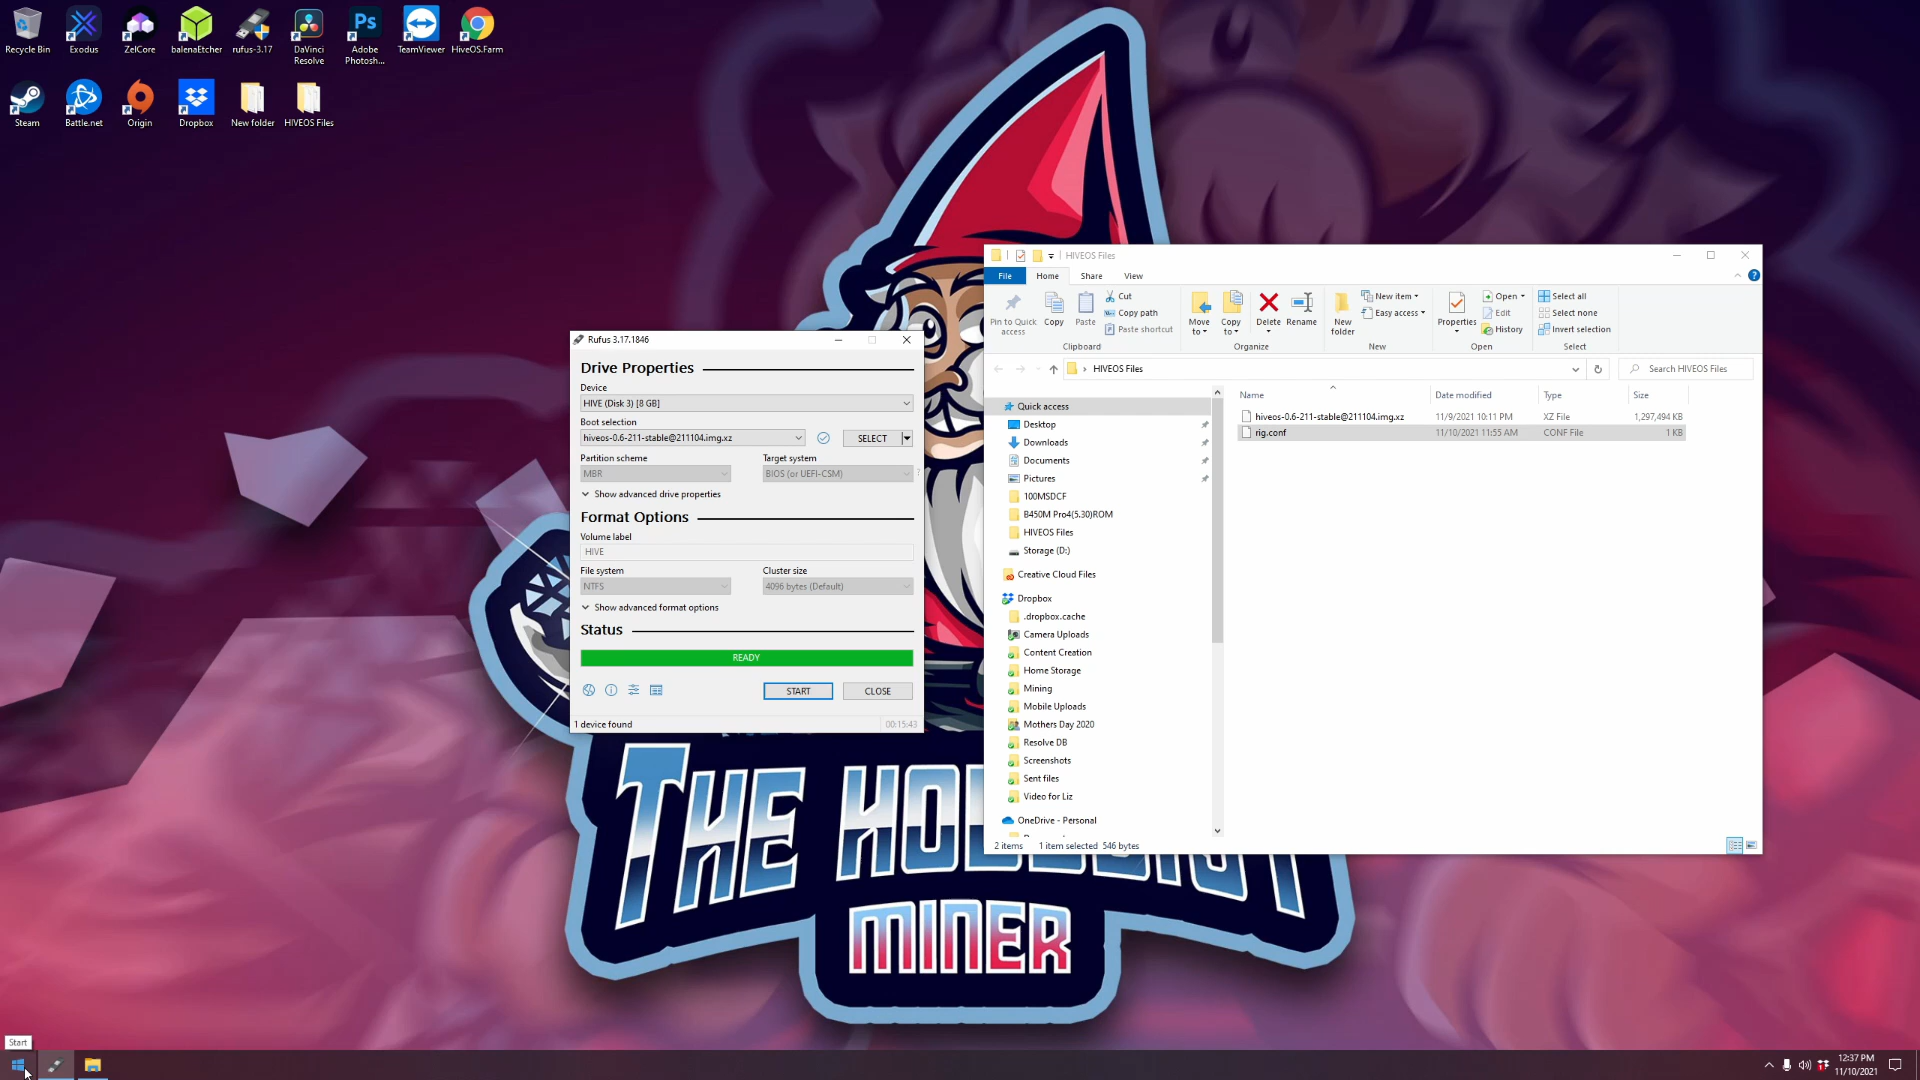 Recycle Bin
Exodus
ZelCore
balenaEtcher
rufus-3.17
DaVinci
Resolve
Adobe
Photosh...
TeamViewer
HiveOS.Farm
Steam
Battle.net
Origin
Dropbox
New folder
HIVEOS Files
Rufus 3.17.1846
Drive Properties
Device
HIVE (Disk 3) [8 GB]
Boot selection
hiveos-0.6-211-stable@211104.img.xz
SELECT
Partition scheme
Target system
MBR
BIOS (or UEFI-CSM)
?
Show advanced drive properties
Format Options
Volume label
HIVE
File system
Cluster size
NTFS
4096 bytes (Default)
Show advanced format options
Status
READY
START
CLOSE
1 device found
00:15:43
HIVEOS Files
File
Home
Share
View
Pin to Quick
access
Copy
Paste
Cut
Copy path
Paste shortcut
Clipboard
Move
to
Copy
to
Delete
Rename
Organize
New
folder
New item
Easy access
New
Properties
Open
Edit
History
Open
Select all
Select none
Invert selection
Select
HIVEOS Files
Search HIVEOS Files
Quick access
Desktop
Downloads
Documents
Pictures
100MSDCF
B450M Pro4(5.30)ROM
HIVEOS Files
Storage (D:)
Creative Cloud Files
Dropbox
.dropbox.cache
Camera Uploads
Content Creation
Home Storage
Mining
Mobile Uploads
Mothers Day 2020
Resolve DB
Screenshots
Sent files
Video for Liz
OneDrive - Personal
Name
Date modified
Type
Size
hiveos-0.6-211-stable@211104.img.xz
11/9/2021 10:11 PM
XZ File
1,297,494 KB
rig.conf
11/10/2021 11:55 AM
CONF File
1 KB
2 items
1 item selected 546 bytes
THE HO
MINER
Start
12:37 PM
11/10/2021